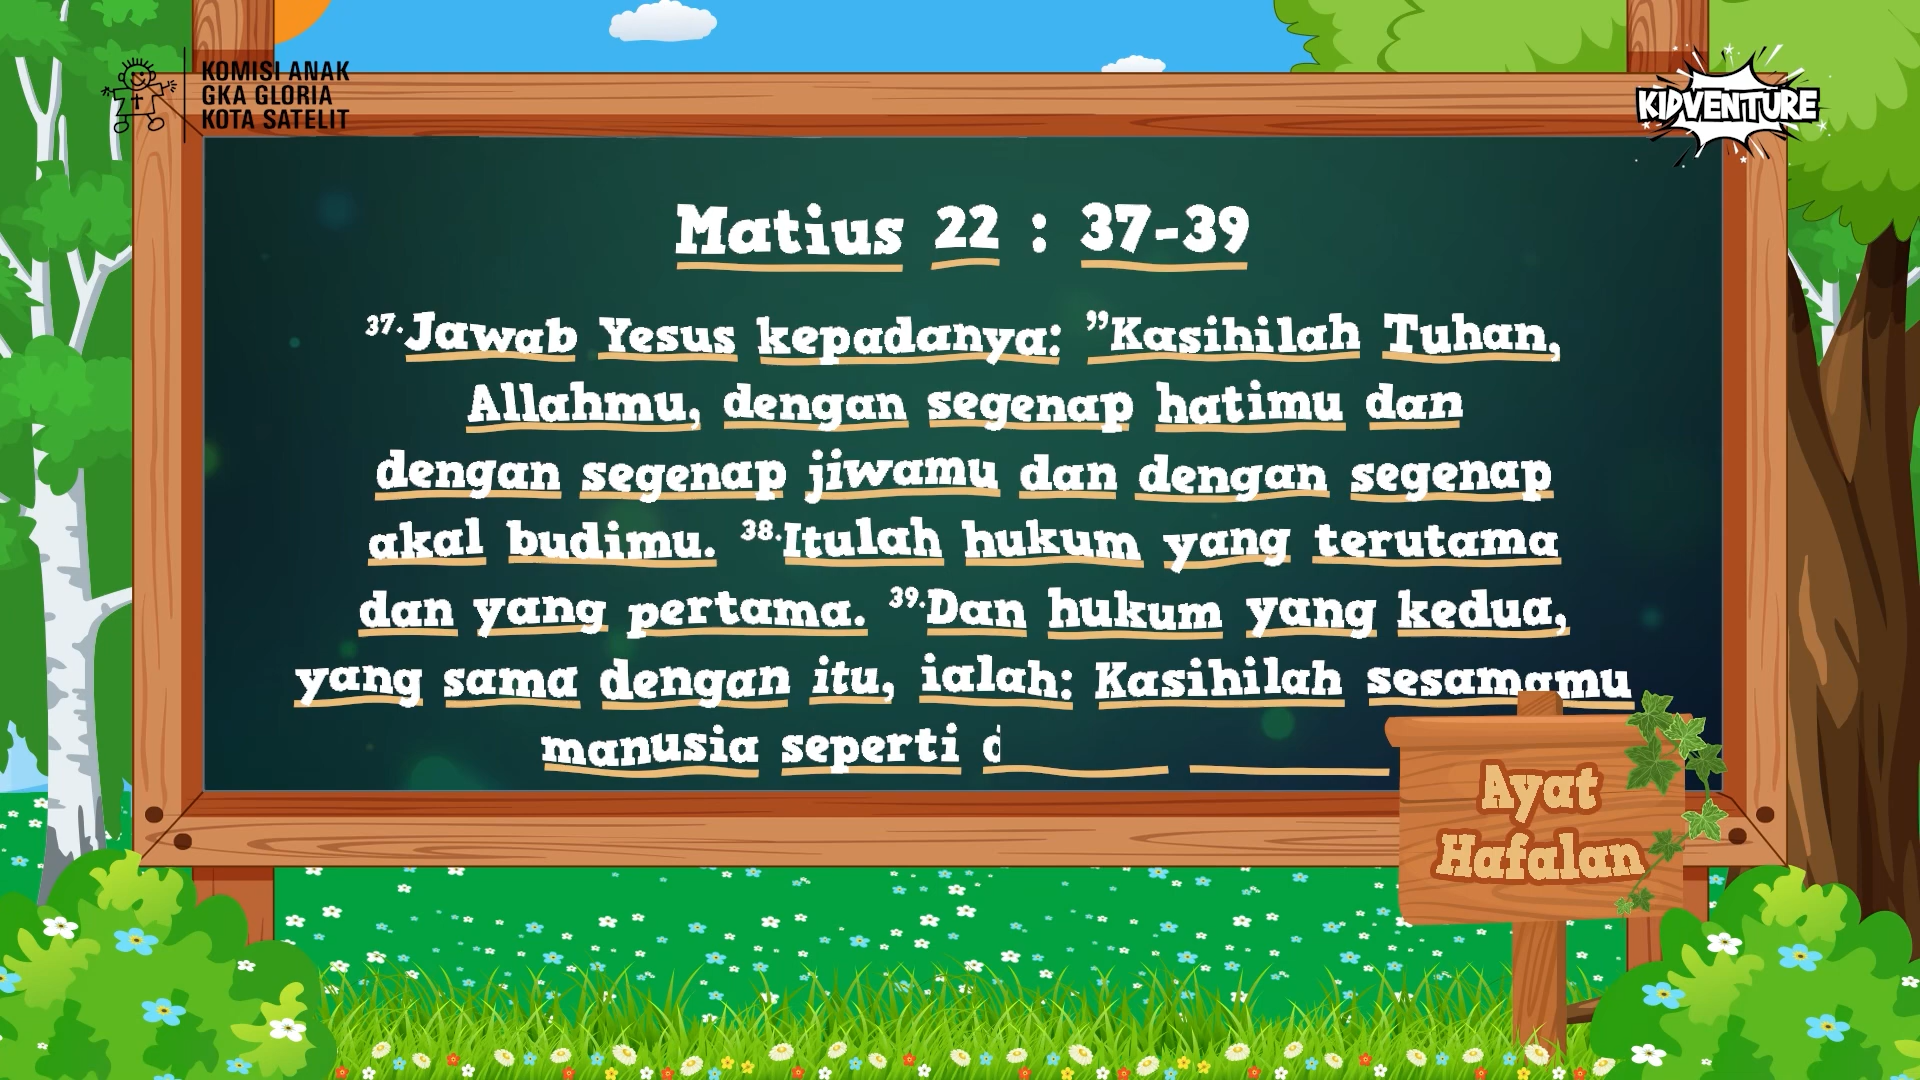 KOMISI ANAK
GKA GLORIA
KOTA SATELIT
KIDVENTURE
Matius 22 : 37-39
37.Jawab Yesus kepadanya: ”Kasihilah Tuhan,
Allahmu, dengan segenap hatimu dan
dengan segenap jiwamu dan dengan segenap
akal budimu. 38.Itulah hukum yang terutama
dan yang pertama. 39.Dan hukum yang kedua,
yang sama dengan itu, ialah: Kasihilah sesamamu
manusia seperti
Ayat
Hafalan